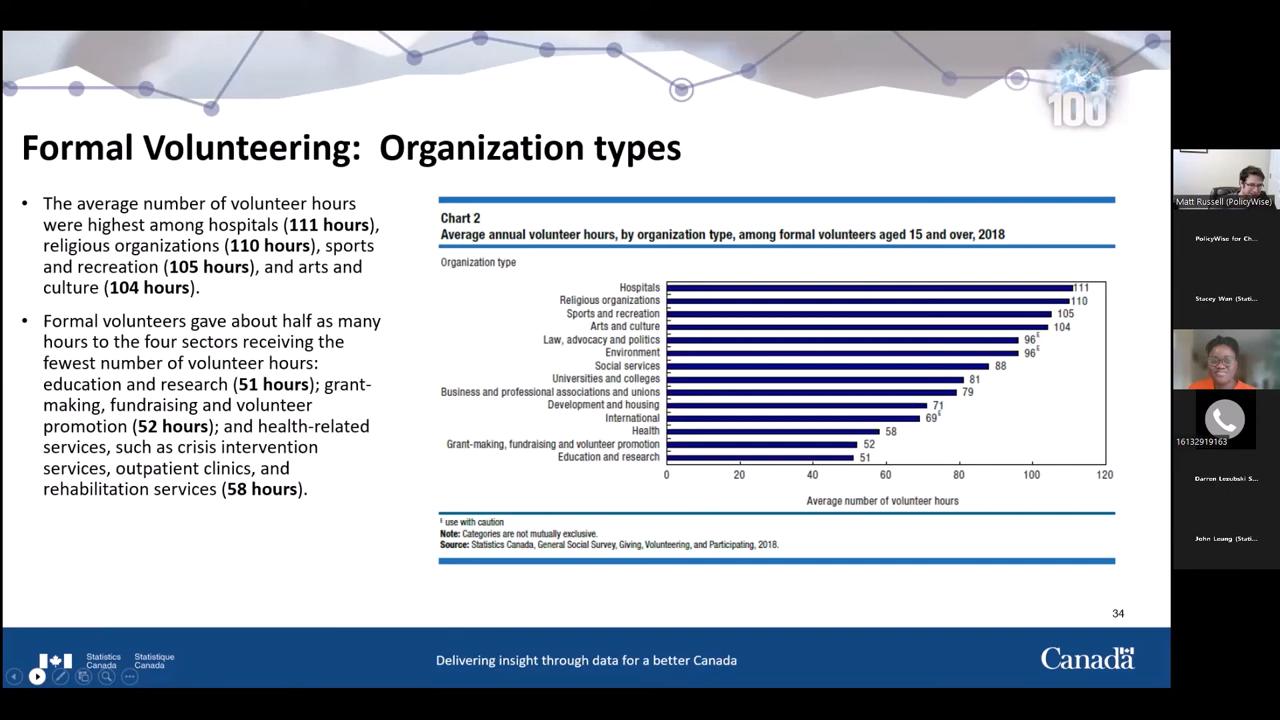 100
Formal Volunteering: Organization types
• The average number of volunteer hours
were highest among hospitals (111 hours),
religious organizations (110 hours), sports
and recreation (105 hours), and arts and
culture (104 hours).
• Formal volunteers gave about half as many
hours to the four sectors receiving the
fewest number of volunteer hours:
education and research (51 hours); grant-
making, fundraising and volunteer
promotion (52 hours); and health-related
services, such as crisis intervention
services, outpatient clinics, and
rehabilitation services (58 hours).
Chart 2
Average annual volunteer hours, by organization type, among formal volunteers aged 15 and over, 2018
Organization type
Hospitals 111
Religious organizations 110
Sports and recreation 105
Arts and culture 104
Law, advocacy and politics 96E
Environment 96E
Social services 88
Universities and colleges 81
Business and professional associations and unions 79
Development and housing 71
International 69E
Health 58
Grant-making, fundraising and volunteer promotion 52
Education and research 51
0 20 40 60 80 100 120
Average number of volunteer hours
E use with caution
Note: Categories are not mutually exclusive.
Source: Statistics Canada, General Social Survey, Giving, Volunteering, and Participating, 2018.
34
Statistics Statistique
Canada Canada
Delivering insight through data for a better Canada
Canada
Matt Russell (PolicyWise)
PolicyWise for Ch...
Stacey Wan (Stati...
16132919163
Darren Lezubski S...
John Leung (Stati...